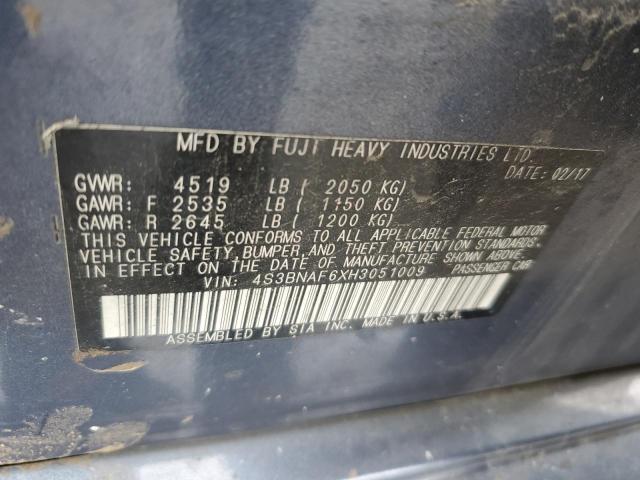 MFD BY FUJI HEAVY INDUSTRIES LTD.
DATE: 02/17
GVWR: 4519 LB ( 2050 KG)
GAWR: F 2535 LB ( 1150 KG)
GAWR: R 2645 LB ( 1200 KG)
THIS VEHICLE CONFORMS TO ALL APPLICABLE FEDERAL MOTOR
VEHICLE SAFETY, BUMPER, AND THEFT PREVENTION STANDARDS,
IN EFFECT ON THE DATE OF MANUFACTURE SHOWN ABOVE.
VIN: 4S3BNAF6XH3051009 PASSENGER CAR
ASSEMBLED BY SIA INC. MADE IN U.S.A.